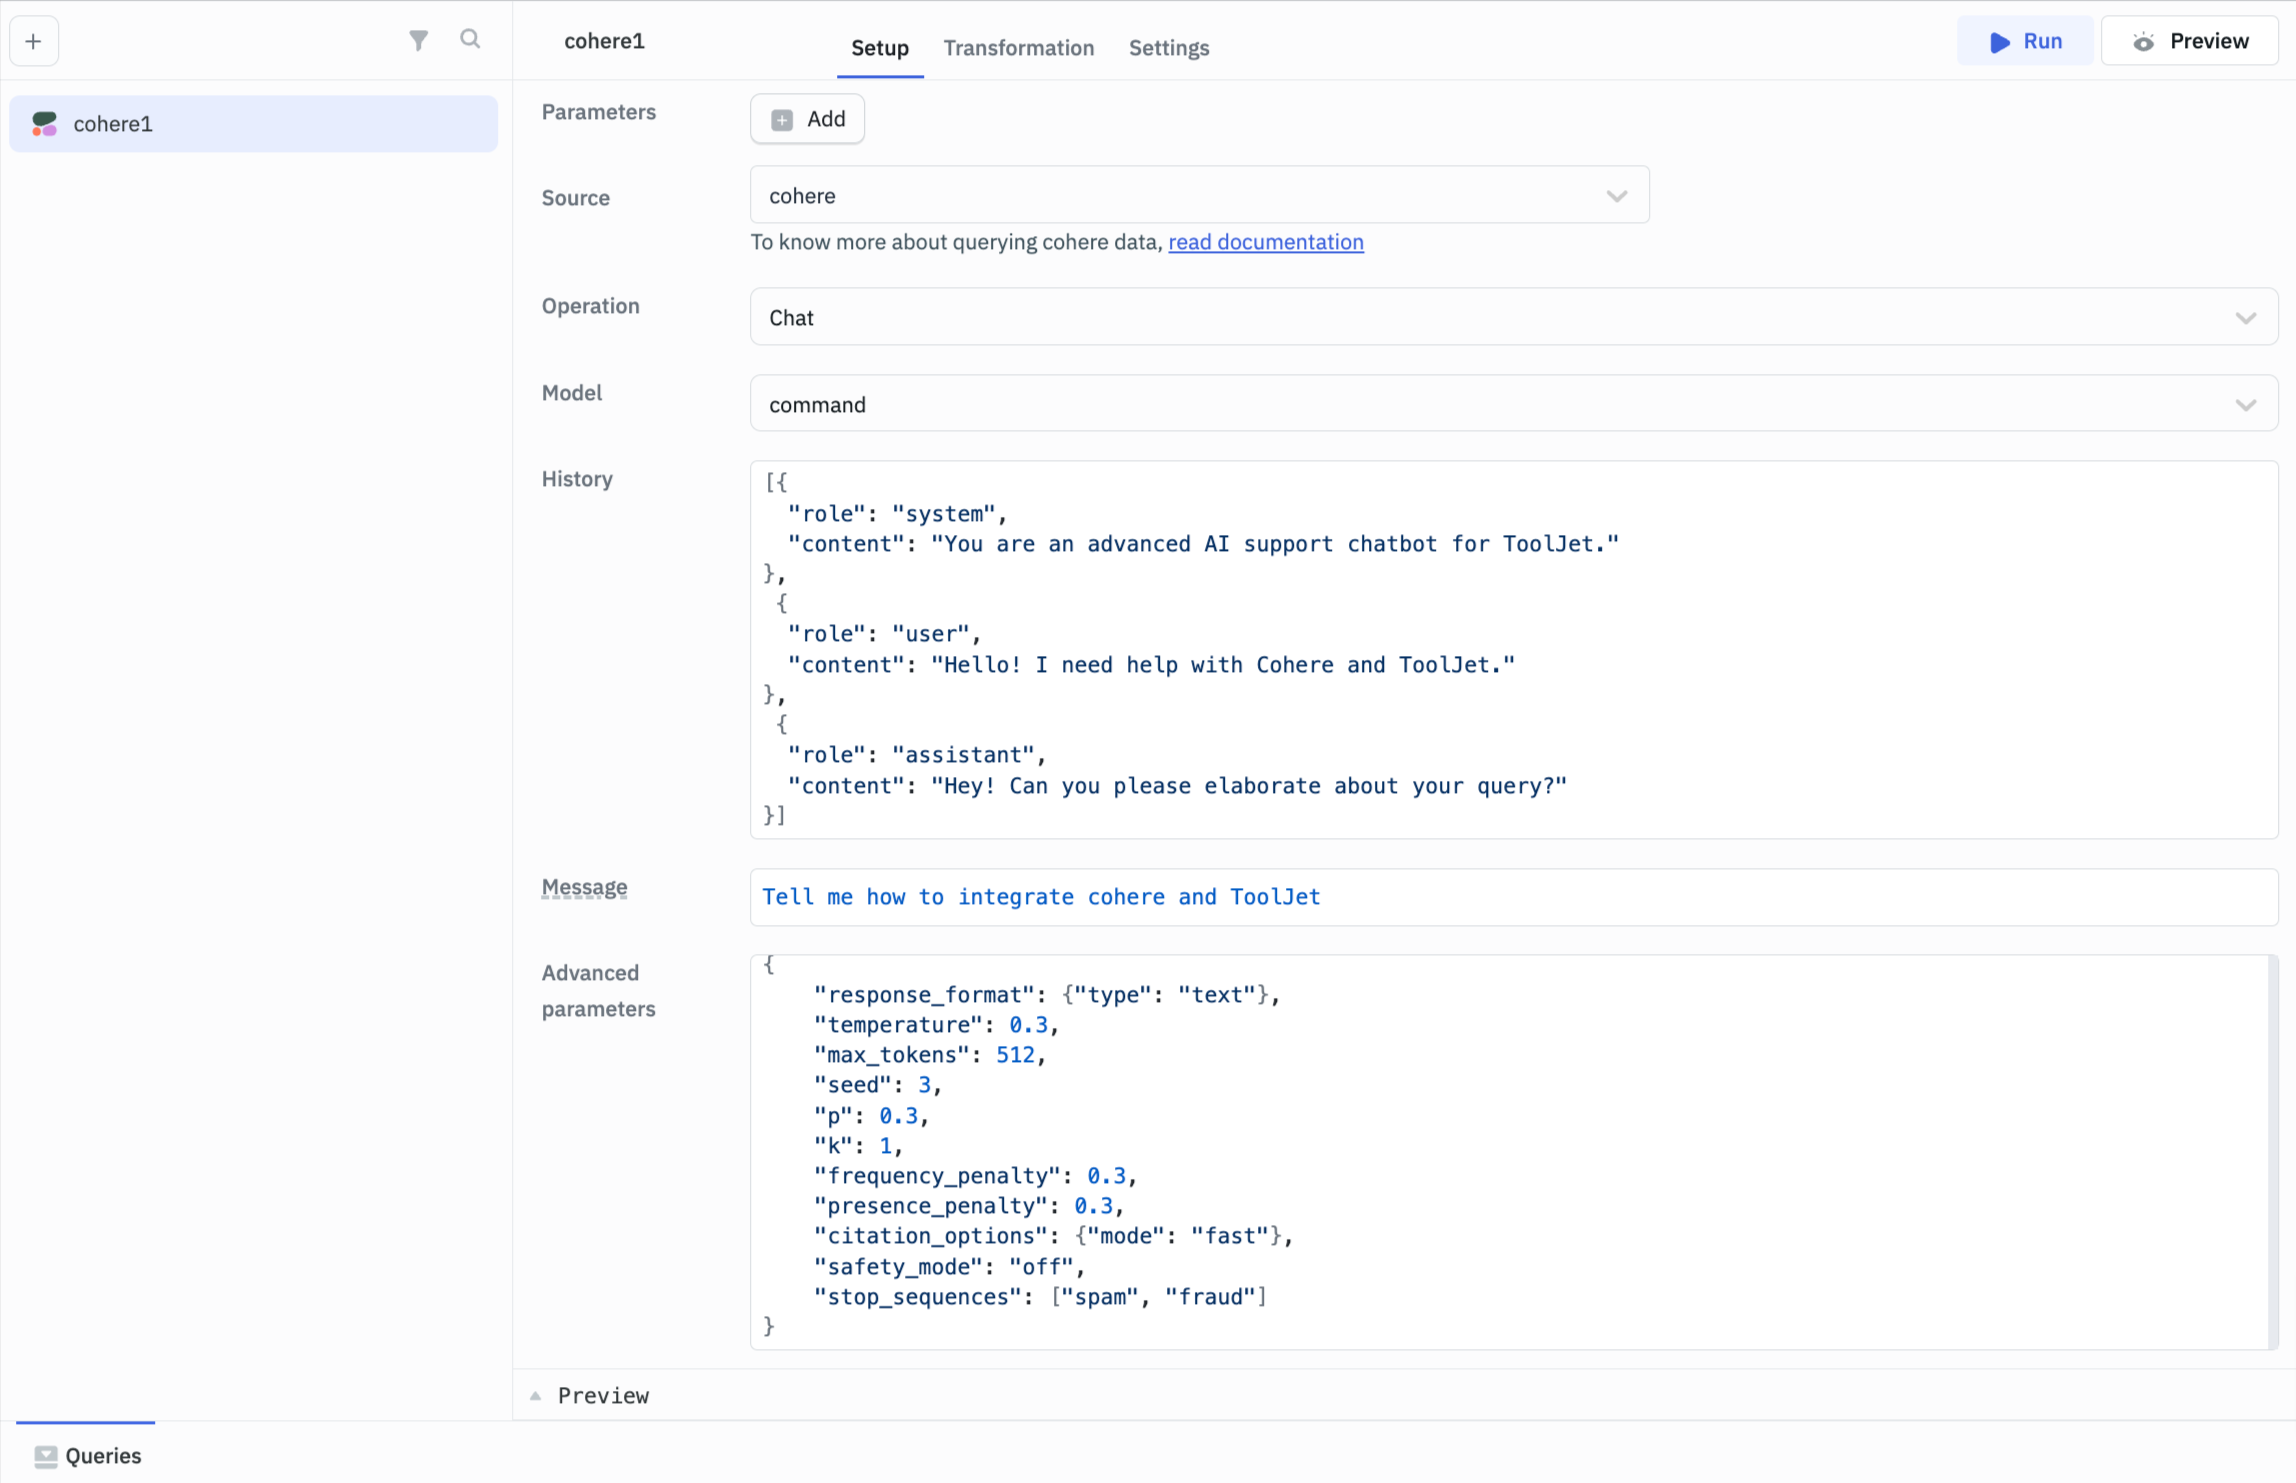 cohere1
cohere1
Setup
Transformation
Settings
Run
Preview
Parameters
Add
Source
cohere
To know more about querying cohere data, read documentation
Operation
Chat
Model
command
History
[{
  "role": "system",
  "content": "You are an advanced AI support chatbot for ToolJet."
},
 {
  "role": "user",
  "content": "Hello! I need help with Cohere and ToolJet."
},
 {
  "role": "assistant",
  "content": "Hey! Can you please elaborate about your query?"
}]
Message
Tell me how to integrate cohere and ToolJet
Advanced
parameters
{
    "response_format": {"type": "text"},
    "temperature": 0.3,
    "max_tokens": 512,
    "seed": 3,
    "p": 0.3,
    "k": 1,
    "frequency_penalty": 0.3,
    "presence_penalty": 0.3,
    "citation_options": {"mode": "fast"},
    "safety_mode": "off",
    "stop_sequences": ["spam", "fraud"]
}
Preview
Queries